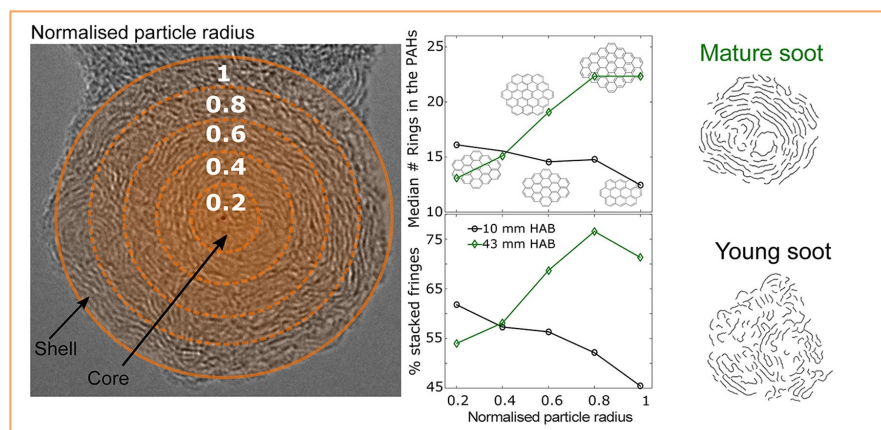 Normalised particle radius
1
0.8
0.6
0.4
0.2
Shell
Core
Median # Rings in the PAHs
25
20
15
10
% stacked fringes
75
65
55
45
10 mm HAB
43 mm HAB
0.2 0.4 0.6 0.8 1
Normalised particle radius
Mature soot
Young soot